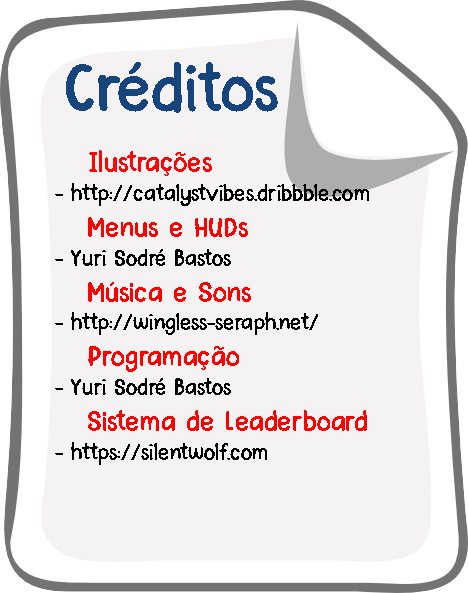 Créditos
Ilustrações
- http://catalystvibes.dribbble.com
Menus e HUDs
- Yuri Sodré Bastos
Música e Sons
- http://wingless-seraph.net/
Programação
- Yuri Sodré Bastos
Sistema de Leaderboard
- https://silentwolf.com